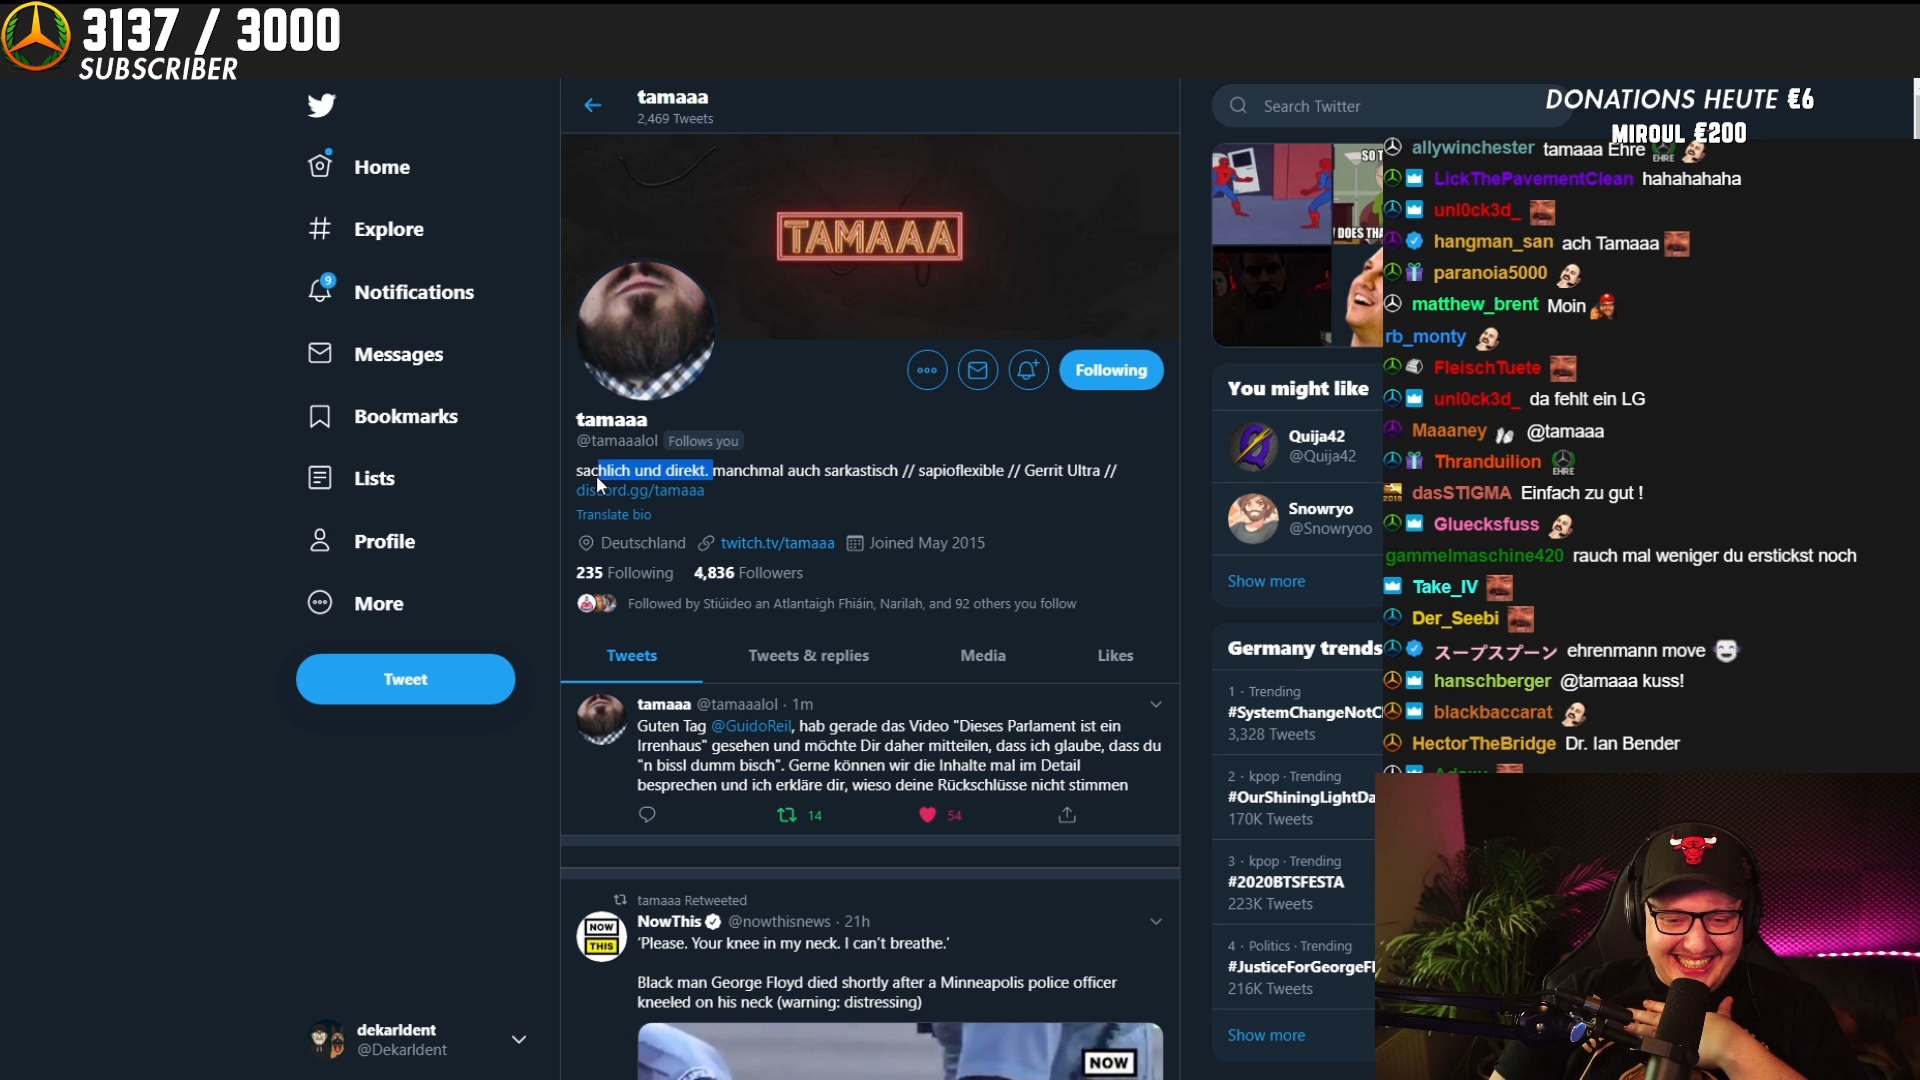 3137 / 3000
SUBSCRIBER
Home
Explore
9
Notifications
Messages
Bookmarks
Lists
Profile
More
Tweet
dekarldent
@Dekarldent
tamaaa
2,469 Tweets
TAMAAA
Following
tamaaa
@tamaaalol Follows you
sachlich und direkt. manchmal auch sarkastisch // sapioflexible // Gerrit Ultra //
discord.gg/tamaaa
Translate bio
Deutschland twitch.tv/tamaaa Joined May 2015
235 Following 4,836 Followers
Followed by Stiúideo an Atlantaigh Fhiáin, Narilah, and 92 others you follow
Tweets Tweets & replies Media Likes
tamaaa @tamaaalol · 1m
Guten Tag @GuidoReil, hab gerade das Video "Dieses Parlament ist ein
Irrenhaus" gesehen und möchte Dir daher mitteilen, dass ich glaube, dass du
"n bissl dumm bisch". Gerne können wir die Inhalte mal im Detail
besprechen und ich erkläre dir, wieso deine Rückschlüsse nicht stimmen
14 54
tamaaa Retweeted
NOW
THIS
NowThis @nowthisnews · 21h
'Please. Your knee in my neck. I can't breathe.'
Black man George Floyd died shortly after a Minneapolis police officer
kneeled on his neck (warning: distressing)
NOW
Search Twitter
SO T
DOES THA
You might like
Quija42
@Quija42
Snowryo
@Snowryoo
Show more
Germany trends
1 · Trending
#SystemChangeNotC
3,328 Tweets
2 · kpop · Trending
#OurShiningLightDa
170K Tweets
3 · kpop · Trending
#2020BTSFESTA
223K Tweets
4 · Politics · Trending
#JusticeForGeorgeFl
216K Tweets
Show more
DONATIONS HEUTE €6
MIROUL €200
allywinchester tamaaa Ehre EHRE
LickThePavementClean hahahahaha
unl0ck3d_
hangman_san ach Tamaaa
paranoia5000
matthew_brent Moin
rb_monty
FleischTuete
unl0ck3d_ da fehlt ein LG
Maaaney @tamaaa
Thranduilion EHRE
2019 dasSTIGMA Einfach zu gut !
Gluecksfuss
gammelmaschine420 rauch mal weniger du erstickst noch
Take_IV
Der_Seebi
スープスプーン ehrenmann move
hanschberger @tamaaa kuss!
blackbaccarat
HectorTheBridge Dr. Ian Bender